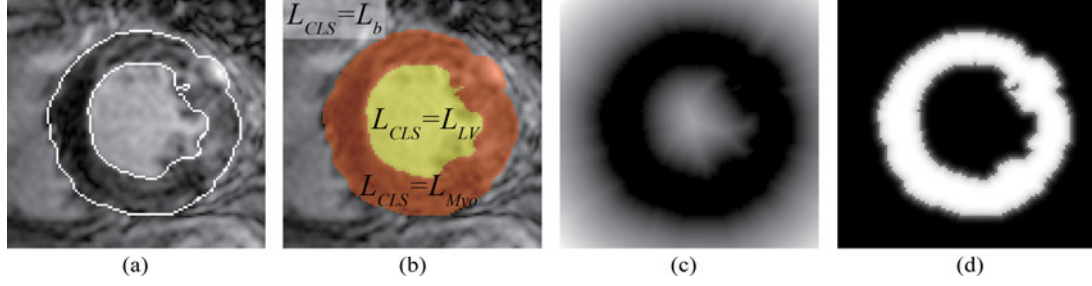 L_CLS=L_b
L_CLS=L_LV
L_CLS=L_Myo
(a) (b) (c) (d)